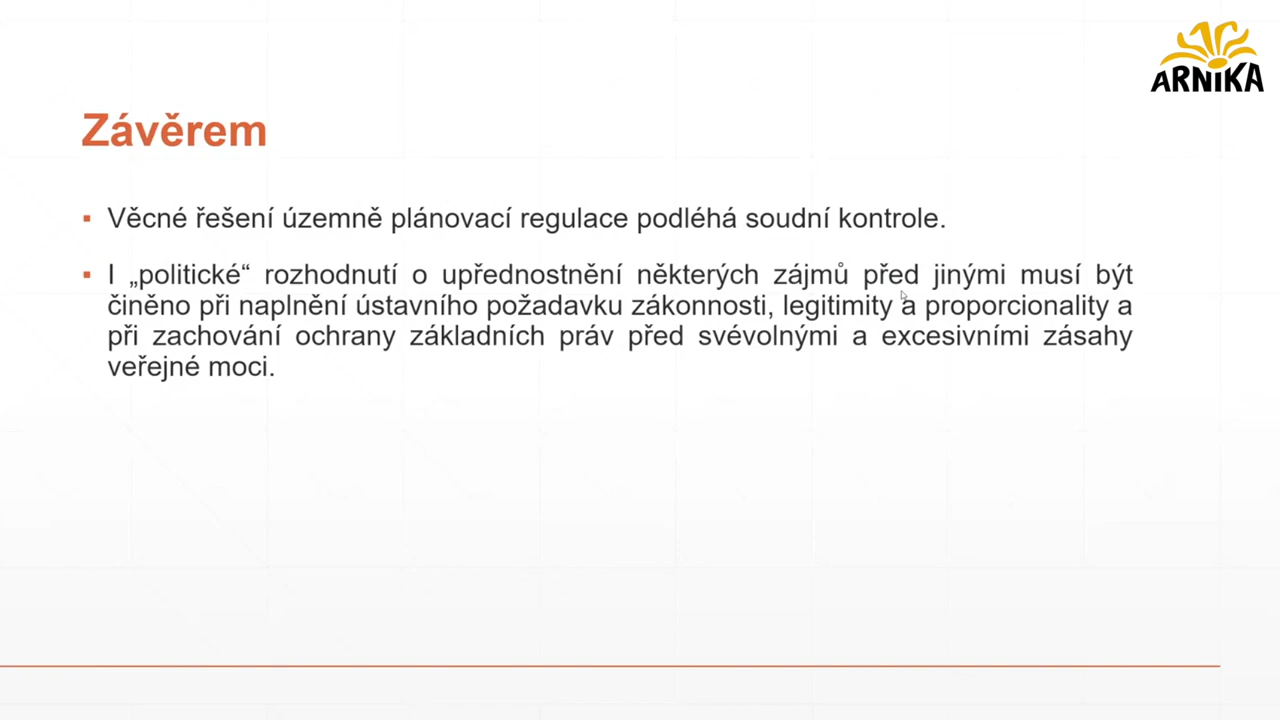 ARNIKA
Závěrem
▪ Věcné řešení územně plánovací regulace podléhá soudní kontrole.
▪ I „politické“ rozhodnutí o upřednostnění některých zájmů před jinými musí být
činěno při naplnění ústavního požadavku zákonnosti, legitimity a proporcionality a
při zachování ochrany základních práv před svévolnými a excesivními zásahy
veřejné moci.